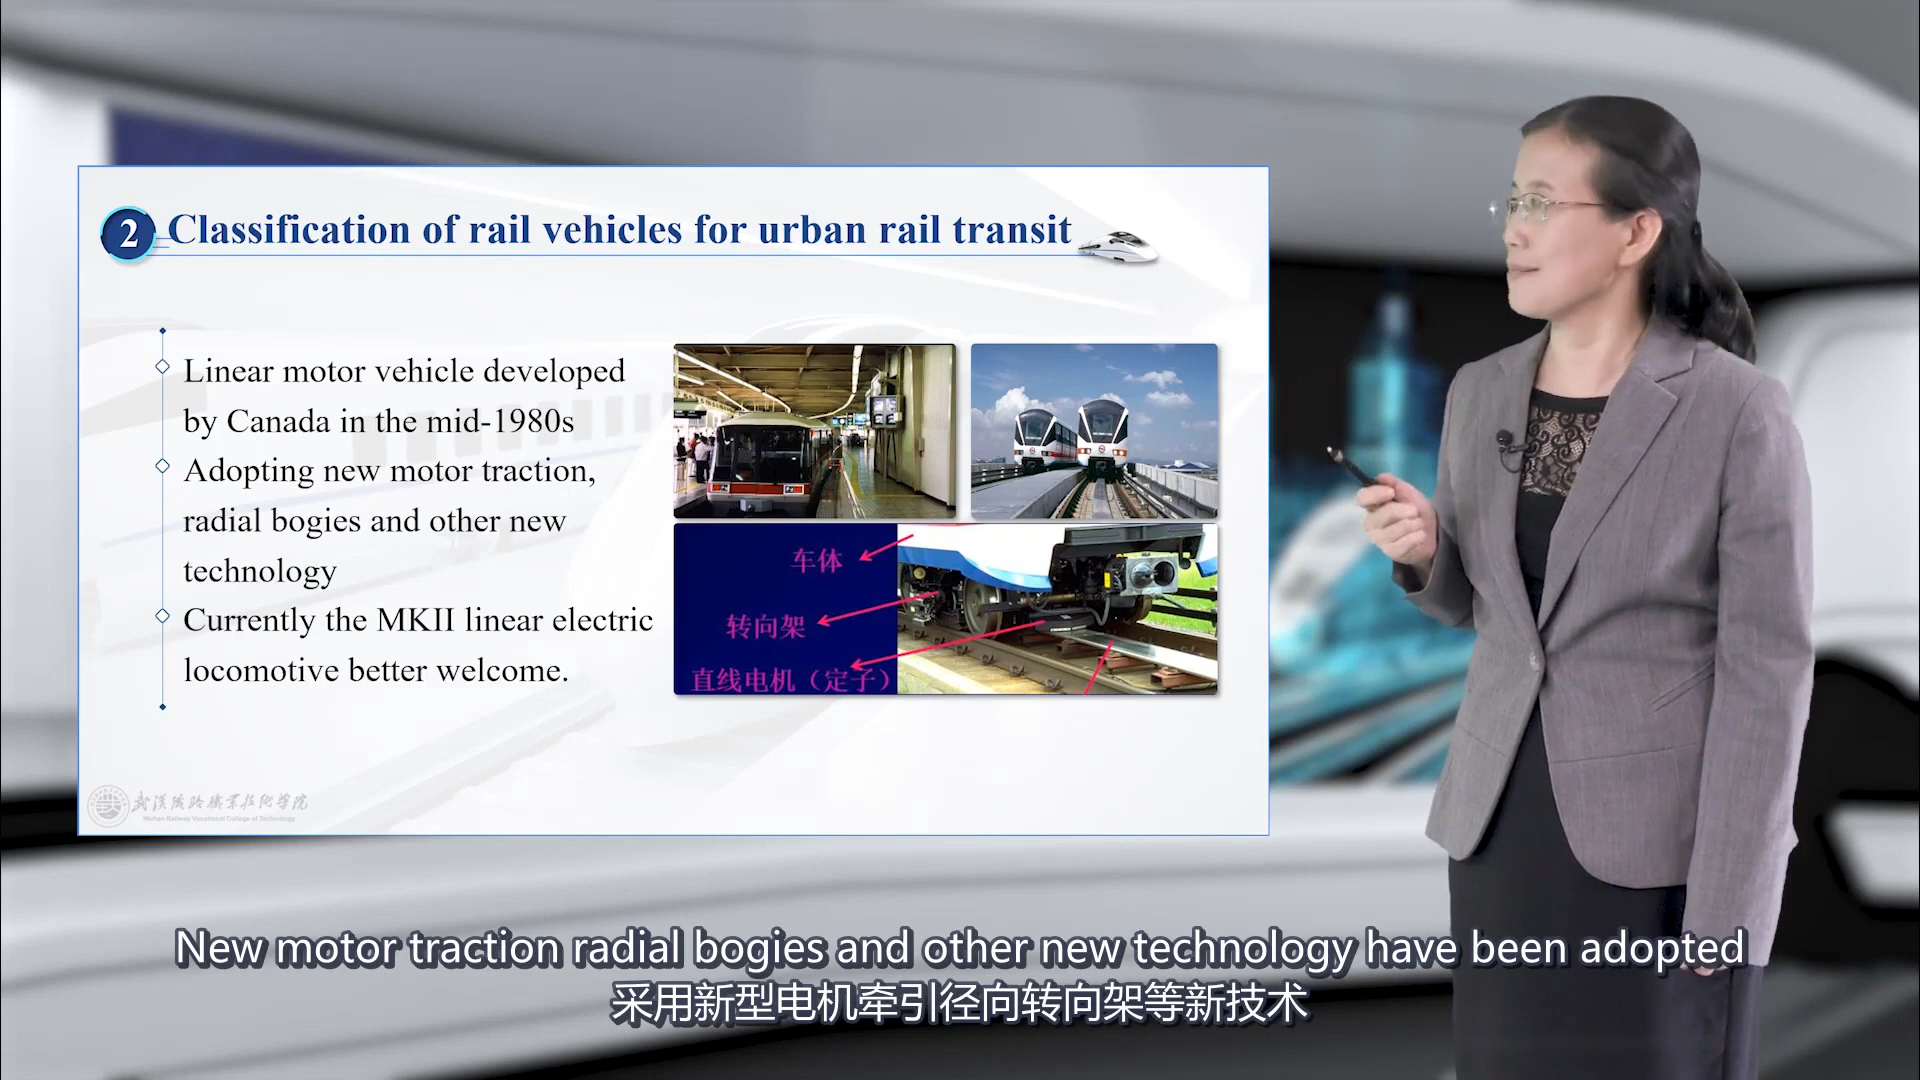 2 Classification of rail vehicles for urban rail transit
Linear motor vehicle developed
by Canada in the mid-1980s
Adopting new motor traction,
radial bogies and other new
technology
Currently the MKII linear electric
locomotive better welcome.
车体
转向架
直线电机（定子）
武汉铁路职业技术学院
Wuhan Railway Vocational College of Technology
New motor traction radial bogies and other new technology have been adopted
采用新型电机牵引径向转向架等新技术